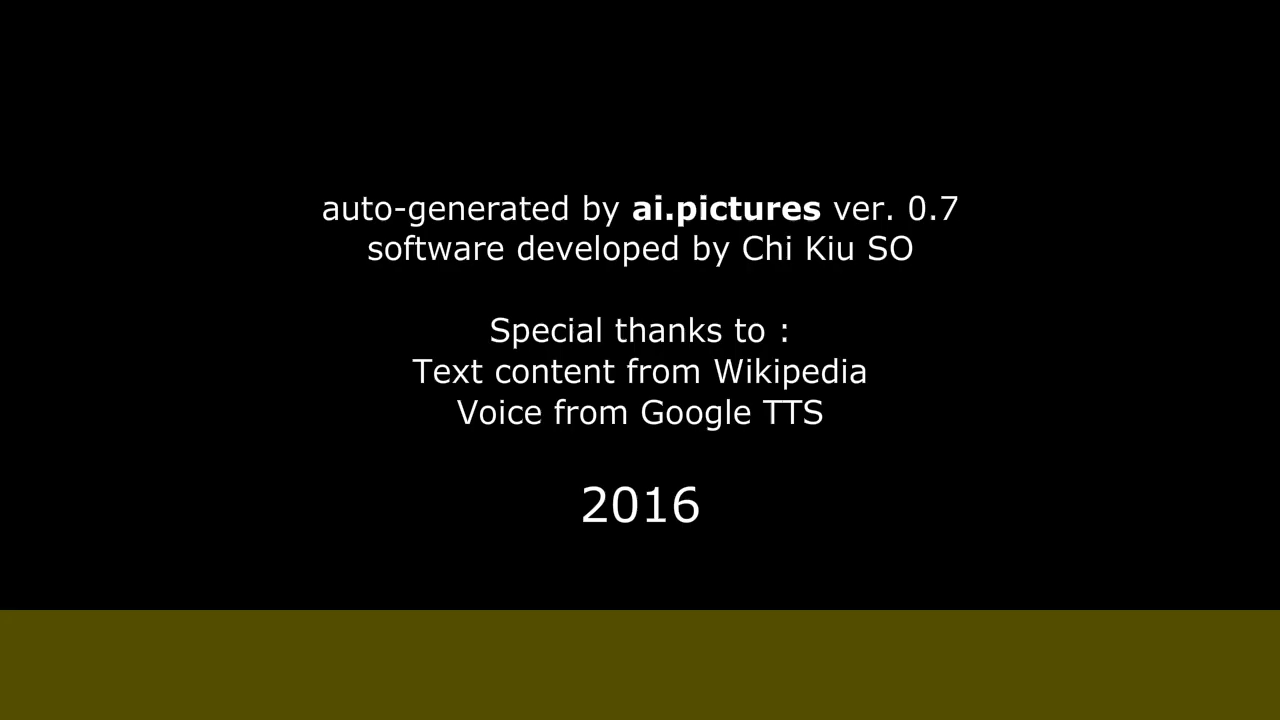 auto-generated by ai.pictures ver. 0.7
software developed by Chi Kiu SO
Special thanks to :
Text content from Wikipedia
Voice from Google TTS
2016